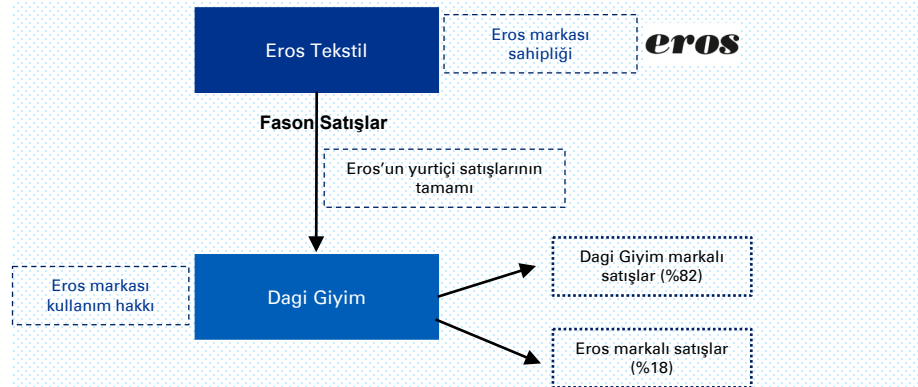 Eros Tekstil
Eros markası
sahipliği
eros
Fason Satışlar
Eros’un yurtiçi satışlarının
tamamı
Eros markası
kullanım hakkı
Dagi Giyim
Dagi Giyim markalı
satışlar (%82)
Eros markalı satışlar
(%18)